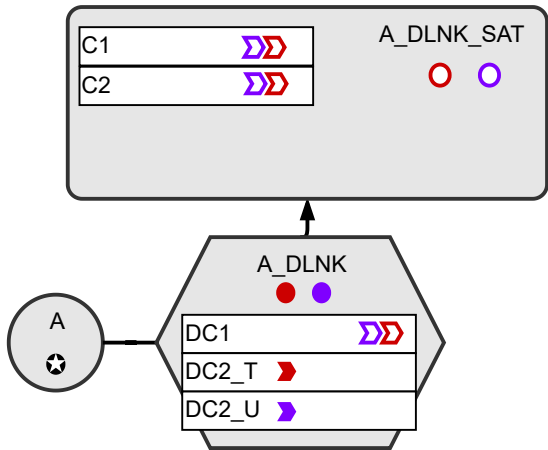 C1
C2
A_DLNK_SAT
A_DLNK
A
DC1
DC2_T
DC2_U